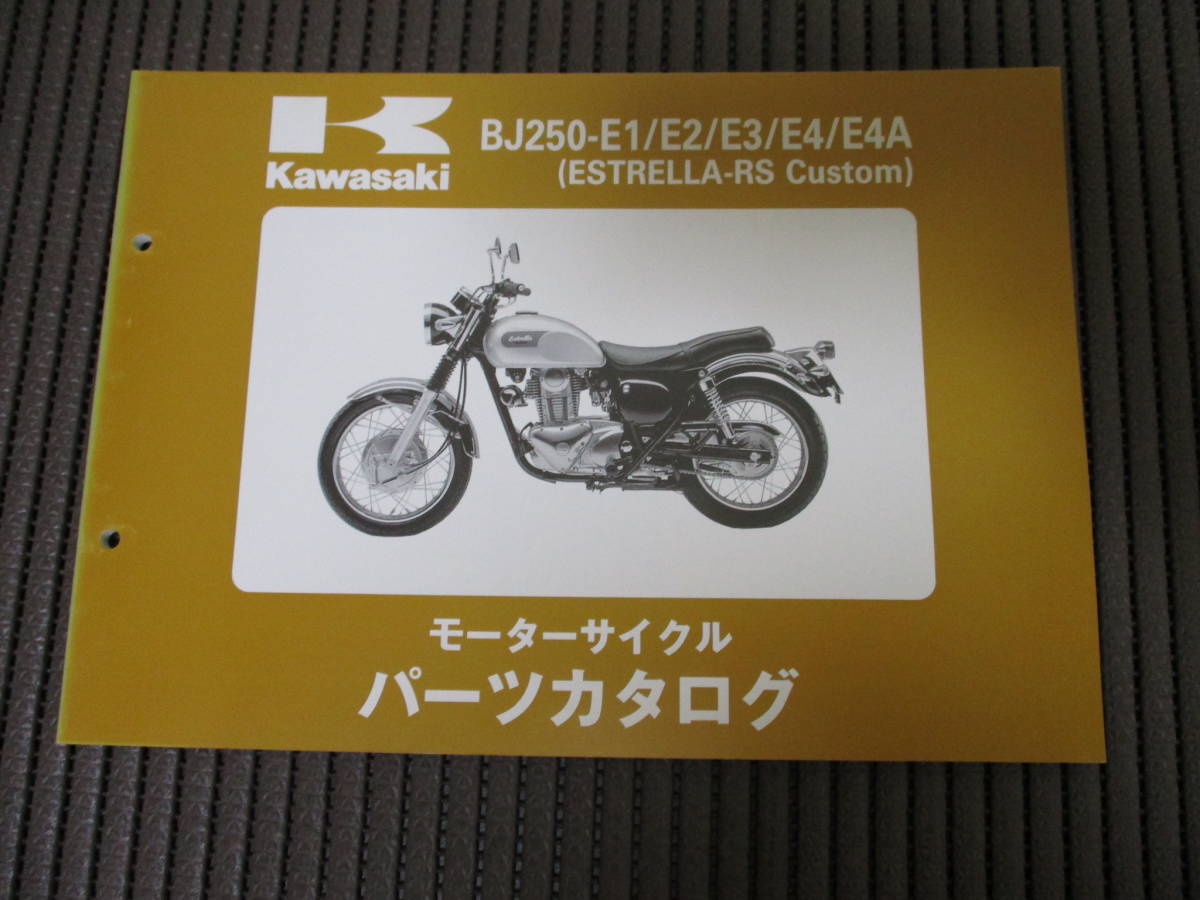 Kawasaki
BJ250-E1/E2/E3/E4/E4A
(ESTRELLA-RS Custom)
Estrella
モーターサイクル
パーツカタログ